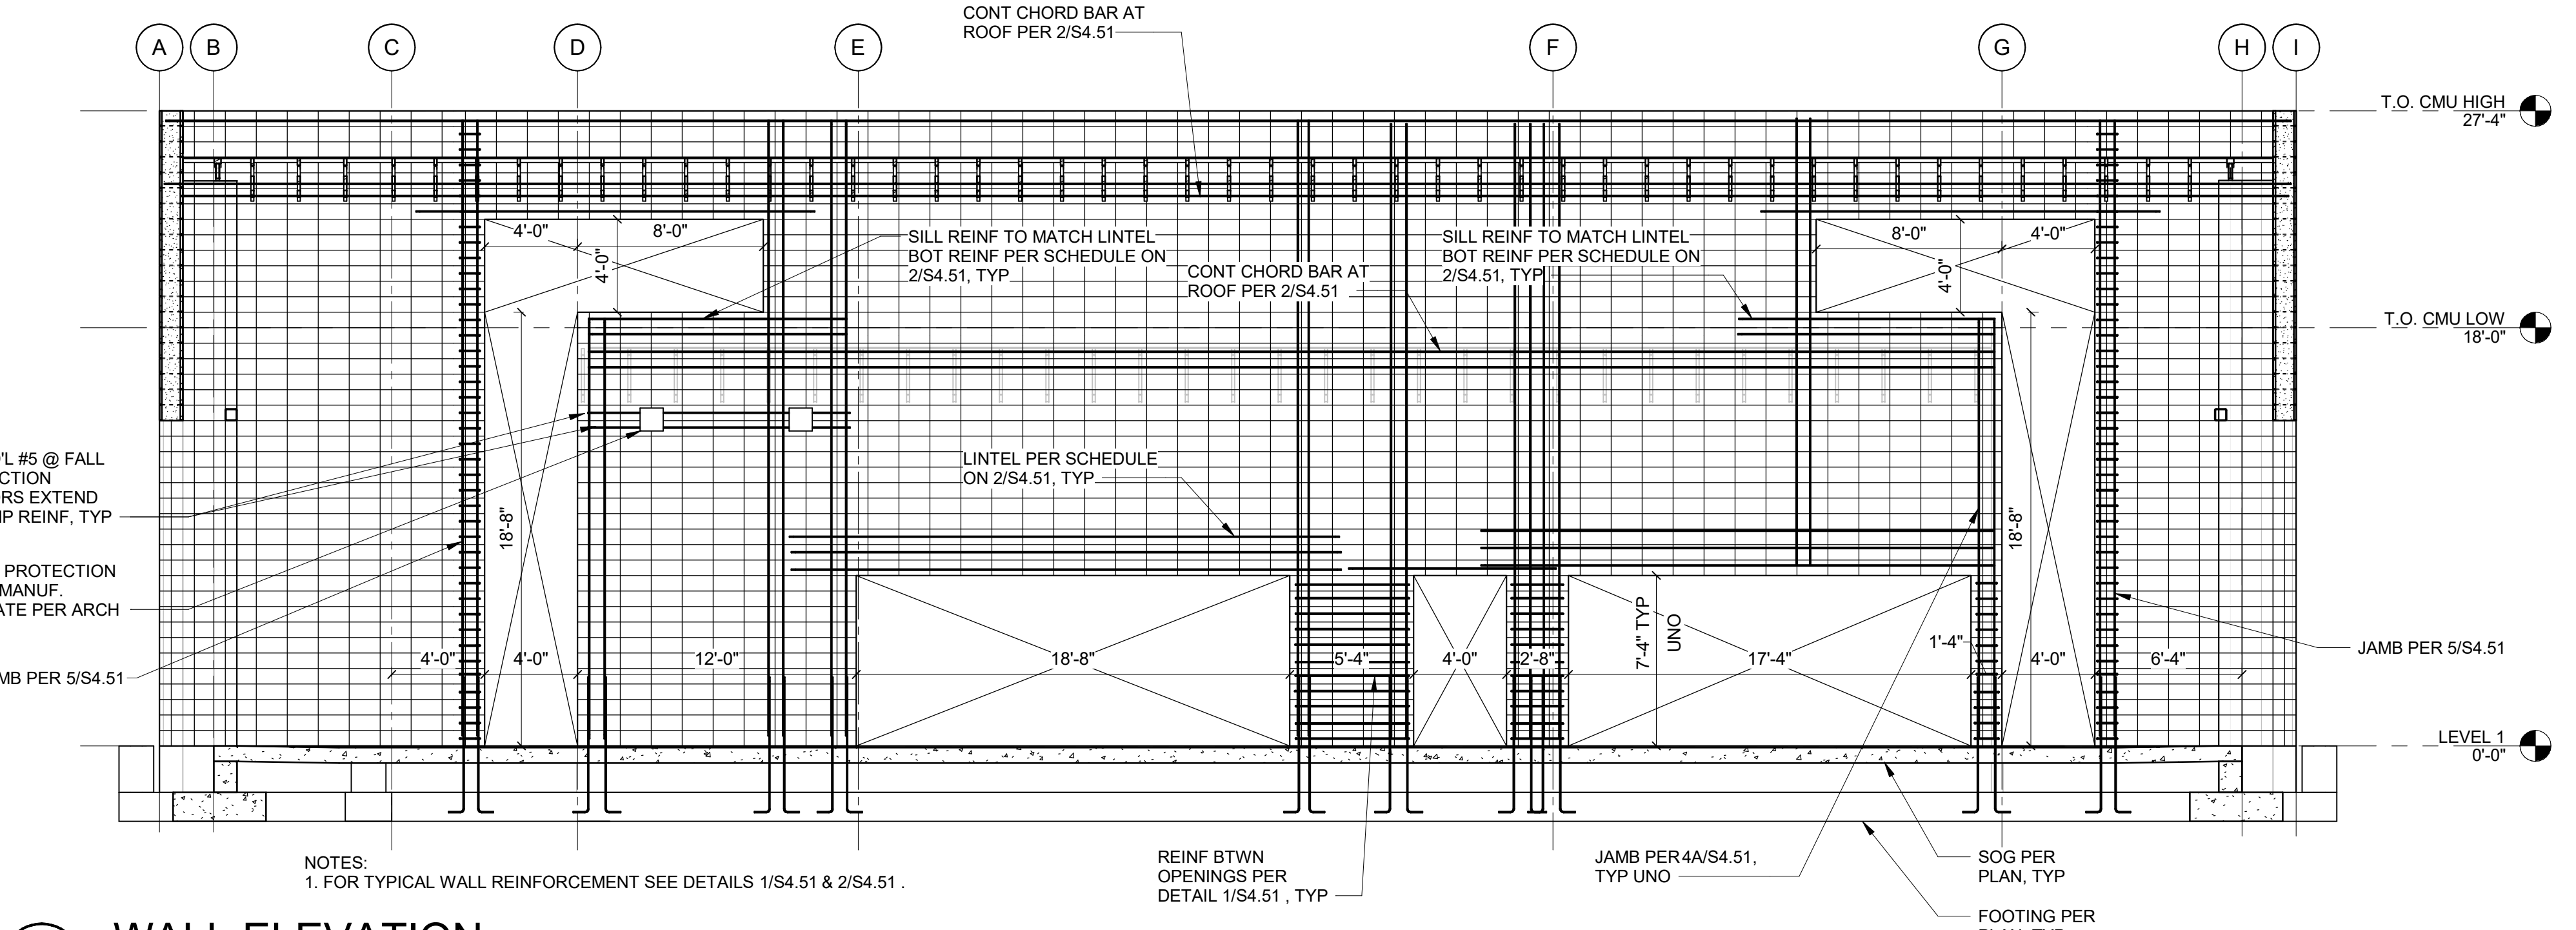 CONT CHORD BAR AT
ROOF PER 2/S4.51
A B C D E F G H I
T.O. CMU HIGH
27'-4"
4'-0" 8'-0"
4'-0"
SILL REINF TO MATCH LINTEL
BOT REINF PER SCHEDULE ON
2/S4.51, TYP
CONT CHORD BAR AT
ROOF PER 2/S4.51
SILL REINF TO MATCH LINTEL
BOT REINF PER SCHEDULE ON
2/S4.51, TYP
8'-0" 4'-0"
4'-0"
T.O. CMU LOW
18'-0"
'L #5 @ FALL
CTION
RS EXTEND
IP REINF, TYP
LINTEL PER SCHEDULE
ON 2/S4.51, TYP
18'-8"
18'-8"
PROTECTION
MANUF.
ATE PER ARCH
MB PER 5/S4.51
4'-0" 4'-0" 12'-0" 18'-8" 5'-4" 4'-0" 2'-8" 17'-4" 1'-4" 4'-0" 6'-4"
7'-4" TYP
UNO
JAMB PER 5/S4.51
LEVEL 1
0'-0"
NOTES:
1. FOR TYPICAL WALL REINFORCEMENT SEE DETAILS 1/S4.51 & 2/S4.51 .
REINF BTWN
OPENINGS PER
DETAIL 1/S4.51 , TYP
JAMB PER 4A/S4.51,
TYP UNO
SOG PER
PLAN, TYP
FOOTING PER
WALL ELEVATION